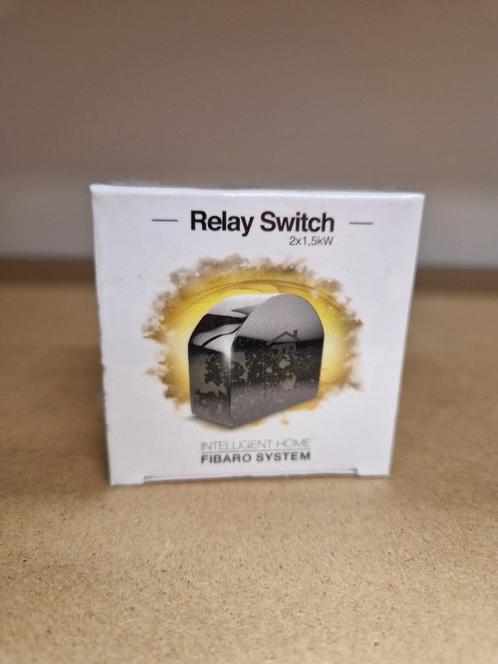 Relay Switch
2x1,5kW
INTELLIGENT HOME
FIBARO SYSTEM